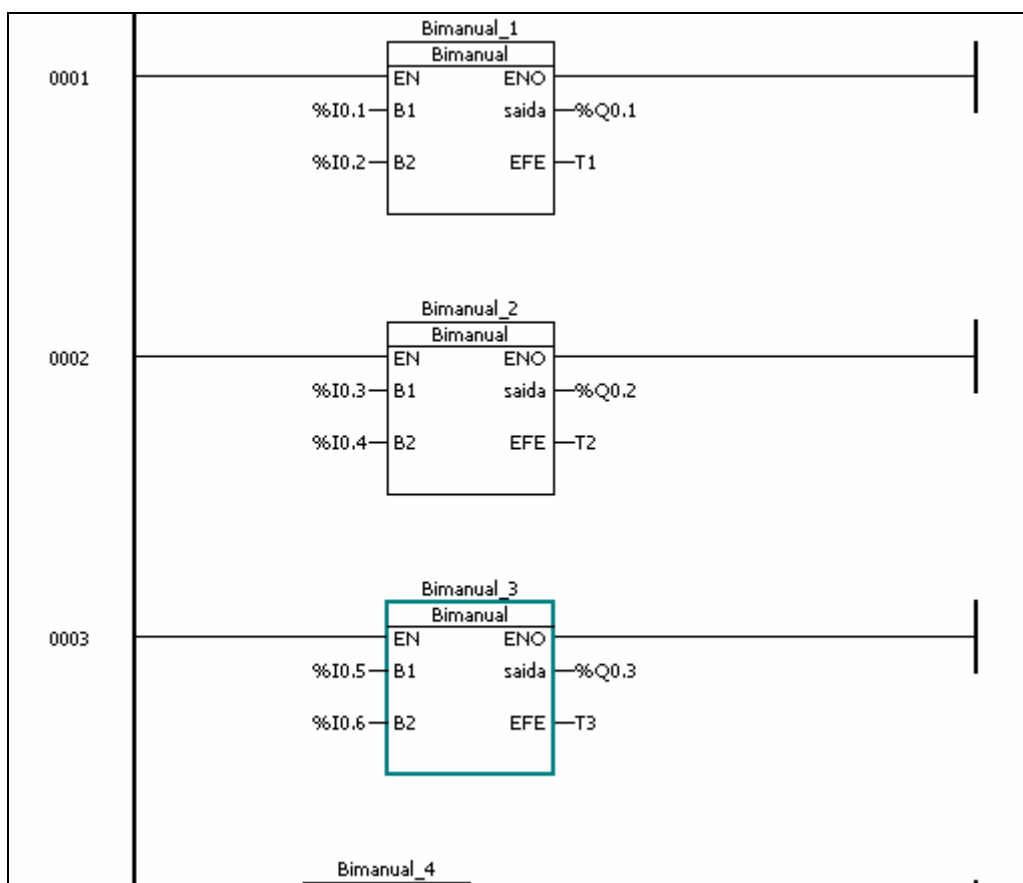 Bimanual_1
Bimanual
0001
EN ENO
%I0.1 B1 saida %Q0.1
%I0.2 B2 EFE T1
Bimanual_2
Bimanual
0002
EN ENO
%I0.3 B1 saida %Q0.2
%I0.4 B2 EFE T2
Bimanual_3
Bimanual
0003
EN ENO
%I0.5 B1 saida %Q0.3
%I0.6 B2 EFE T3
Bimanual_4